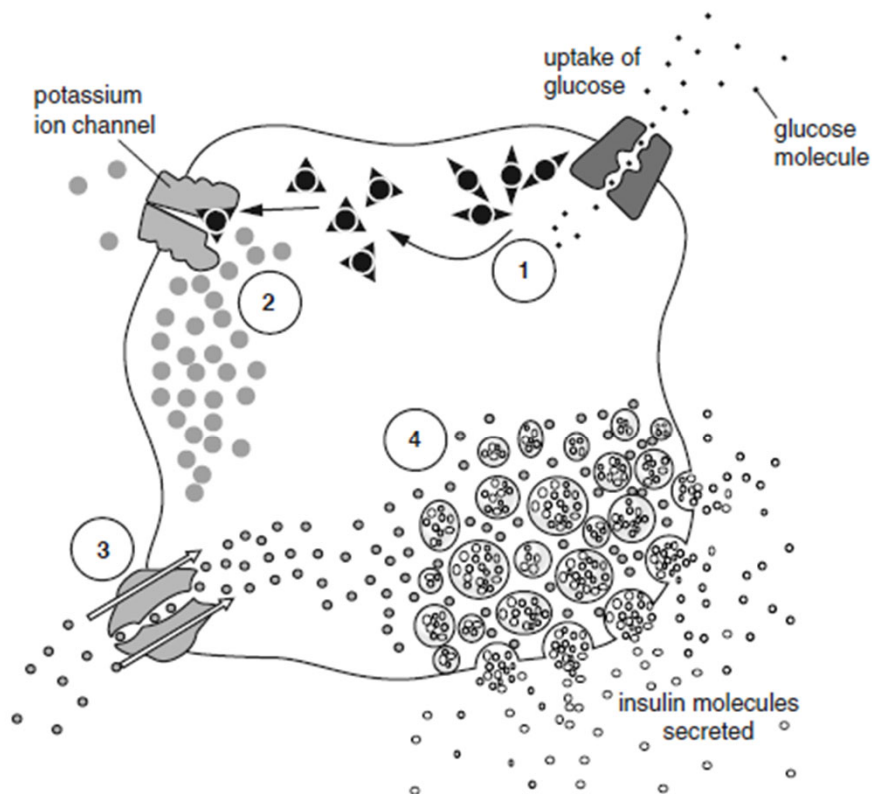 uptake of
glucose
potassium
ion channel
glucose
molecule
1
2
4
3
insulin molecules
secreted